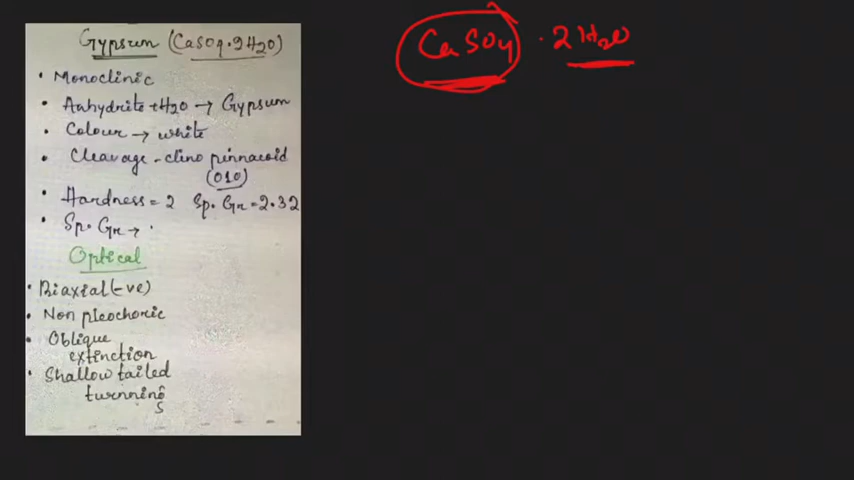 Gypsum (CaSO4.2H2O)
CaSO4 . 2H2O
• Monoclinic
• Anhydrite + H2O → Gypsum
• Colour → white
• Cleavage - clino pinnacoid
(010)
• Hardness = 2 Sp. Gr = 2.32
• Sp. Gr →
Optical
• Biaxial (-ve)
• Non pleochoric
• Oblique
extinction
• Shallow tailed
turnning
s